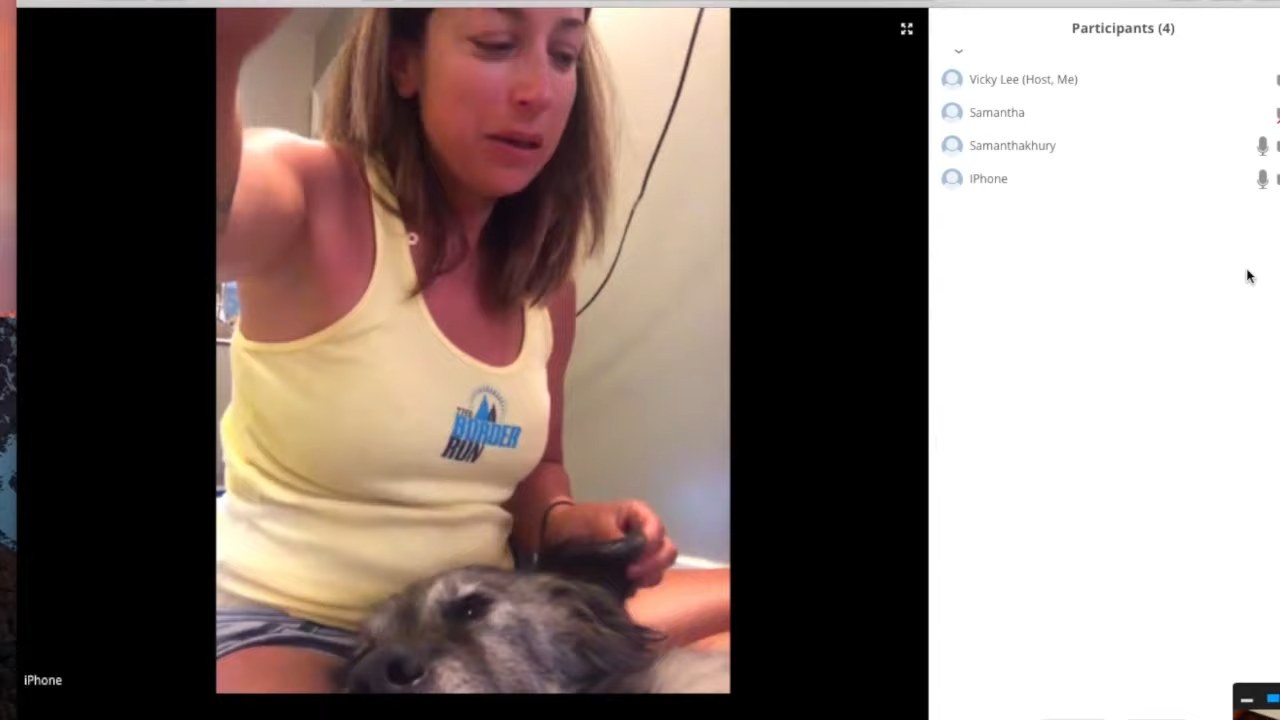 Participants (4)
Vicky Lee (Host, Me)
Samantha
Samanthakhury
IPhone
THE
BORDER
RUN
iPhone